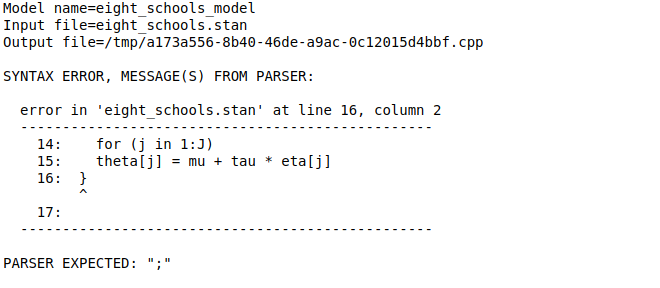 Model name=eight_schools_model
Input file=eight_schools.stan
Output file=/tmp/a173a556-8b40-46de-a9ac-0c12015d4bbf.cpp

SYNTAX ERROR, MESSAGE(S) FROM PARSER:

  error in 'eight_schools.stan' at line 16, column 2
  -------------------------------------------------
    14:    for (j in 1:J)
    15:    theta[j] = mu + tau * eta[j]
    16:  }
         ^
    17:
  -------------------------------------------------

PARSER EXPECTED: ";"